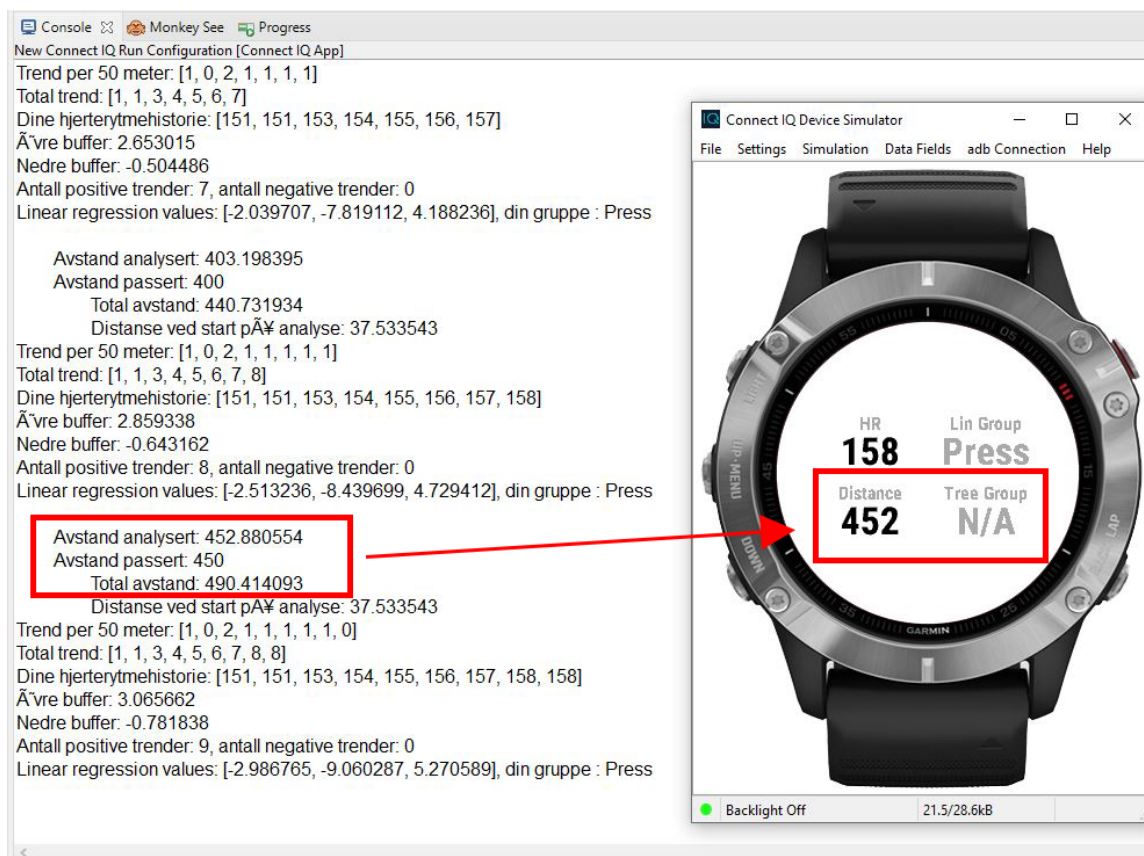 Console Monkey See Progress
New Connect IQ Run Configuration [Connect IQ App]
Trend per 50 meter: [1, 0, 2, 1, 1, 1, 1]
Total trend: [1, 1, 3, 4, 5, 6, 7]
Dine hjerterytmehistorie: [151, 151, 153, 154, 155, 156, 157]
Ã˜vre buffer: 2.653015
Nedre buffer: -0.504486
Antall positive trender: 7, antall negative trender: 0
Linear regression values: [-2.039707, -7.819112, 4.188236], din gruppe : Press
Avstand analysert: 403.198395
Avstand passert: 400
Total avstand: 440.731934
Distanse ved start pÃ¥ analyse: 37.533543
Trend per 50 meter: [1, 0, 2, 1, 1, 1, 1, 1]
Total trend: [1, 1, 3, 4, 5, 6, 7, 8]
Dine hjerterytmehistorie: [151, 151, 153, 154, 155, 156, 157, 158]
Ã˜vre buffer: 2.859338
Nedre buffer: -0.643162
Antall positive trender: 8, antall negative trender: 0
Linear regression values: [-2.513236, -8.439699, 4.729412], din gruppe : Press
Avstand analysert: 452.880554
Avstand passert: 450
Total avstand: 490.414093
Distanse ved start pÃ¥ analyse: 37.533543
Trend per 50 meter: [1, 0, 2, 1, 1, 1, 1, 1, 0]
Total trend: [1, 1, 3, 4, 5, 6, 7, 8, 8]
Dine hjerterytmehistorie: [151, 151, 153, 154, 155, 156, 157, 158, 158]
Ã˜vre buffer: 3.065662
Nedre buffer: -0.781838
Antall positive trender: 9, antall negative trender: 0
Linear regression values: [-2.986765, -9.060287, 5.270589], din gruppe : Press
IQ Connect IQ Device Simulator
File Settings Simulation Data Fields adb Connection Help
55 05
LIGHT
HR Lin Group
158 Press
UP·MENU 45 15
Distance Tree Group
452 N/A
DOWN LAP
35 25
GARMIN
Backlight Off 21.5/28.6kB